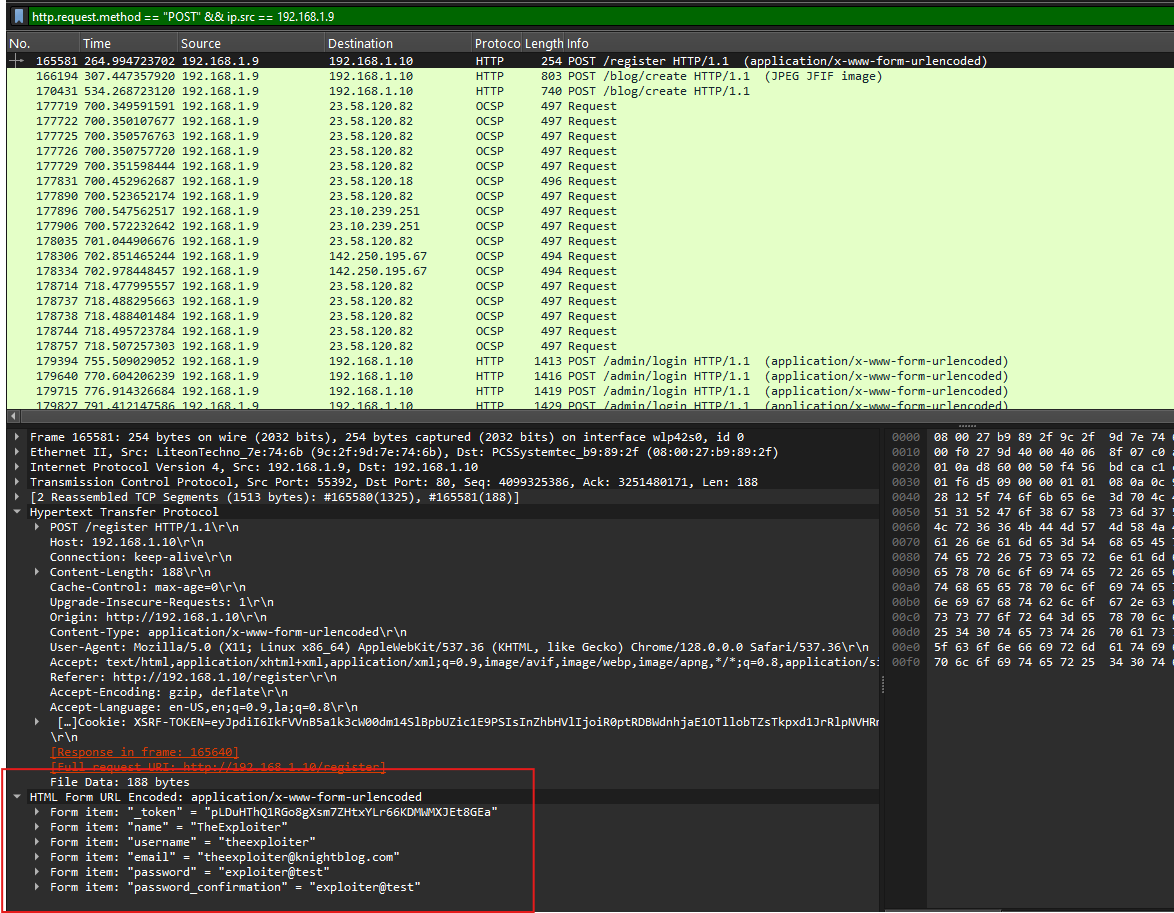 http.request.method == "POST" && ip.src == 192.168.1.9
No. Time Source Destination Protoco Length Info
165581 264.994723702 192.168.1.9 192.168.1.10 HTTP 254 POST /register HTTP/1.1 (application/x-www-form-urlencoded)
166194 307.447357920 192.168.1.9 192.168.1.10 HTTP 803 POST /blog/create HTTP/1.1 (JPEG JFIF image)
170431 534.268723120 192.168.1.9 192.168.1.10 HTTP 740 POST /blog/create HTTP/1.1
177719 700.349591591 192.168.1.9 23.58.120.82 OCSP 497 Request
177722 700.350107677 192.168.1.9 23.58.120.82 OCSP 497 Request
177725 700.350576763 192.168.1.9 23.58.120.82 OCSP 497 Request
177726 700.350757720 192.168.1.9 23.58.120.82 OCSP 497 Request
177729 700.351598444 192.168.1.9 23.58.120.82 OCSP 497 Request
177831 700.452962687 192.168.1.9 23.58.120.18 OCSP 496 Request
177890 700.523652174 192.168.1.9 23.58.120.82 OCSP 497 Request
177896 700.547562517 192.168.1.9 23.10.239.251 OCSP 497 Request
177906 700.572232642 192.168.1.9 23.10.239.251 OCSP 497 Request
178035 701.044906676 192.168.1.9 23.58.120.82 OCSP 497 Request
178306 702.851465244 192.168.1.9 142.250.195.67 OCSP 494 Request
178334 702.978448457 192.168.1.9 142.250.195.67 OCSP 494 Request
178714 718.477995557 192.168.1.9 23.58.120.82 OCSP 497 Request
178737 718.488295663 192.168.1.9 23.58.120.82 OCSP 497 Request
178738 718.488401484 192.168.1.9 23.58.120.82 OCSP 497 Request
178744 718.495723784 192.168.1.9 23.58.120.82 OCSP 497 Request
178757 718.507257303 192.168.1.9 23.58.120.82 OCSP 497 Request
179394 755.509029052 192.168.1.9 192.168.1.10 HTTP 1413 POST /admin/login HTTP/1.1 (application/x-www-form-urlencoded)
179640 770.604206239 192.168.1.9 192.168.1.10 HTTP 1416 POST /admin/login HTTP/1.1 (application/x-www-form-urlencoded)
179715 776.914326684 192.168.1.9 192.168.1.10 HTTP 1419 POST /admin/login HTTP/1.1 (application/x-www-form-urlencoded)
179827 791.412147586 192.168.1.9 192.168.1.10 HTTP 1429 POST /admin/login HTTP/1.1 (application/x-www-form-urlencoded)
Frame 165581: 254 bytes on wire (2032 bits), 254 bytes captured (2032 bits) on interface wlp42s0, id 0
Ethernet II, Src: LiteonTechno_7e:74:6b (9c:2f:9d:7e:74:6b), Dst: PCSSystemtec_b9:89:2f (08:00:27:b9:89:2f)
Internet Protocol Version 4, Src: 192.168.1.9, Dst: 192.168.1.10
Transmission Control Protocol, Src Port: 55392, Dst Port: 80, Seq: 4099325386, Ack: 3251480171, Len: 188
[2 Reassembled TCP Segments (1513 bytes): #165580(1325), #165581(188)]
Hypertext Transfer Protocol
POST /register HTTP/1.1\r\n
Host: 192.168.1.10\r\n
Connection: keep-alive\r\n
Content-Length: 188\r\n
Cache-Control: max-age=0\r\n
Upgrade-Insecure-Requests: 1\r\n
Origin: http://192.168.1.10\r\n
Content-Type: application/x-www-form-urlencoded\r\n
User-Agent: Mozilla/5.0 (X11; Linux x86_64) AppleWebKit/537.36 (KHTML, like Gecko) Chrome/128.0.0.0 Safari/537.36\r\n
Accept: text/html,application/xhtml+xml,application/xml;q=0.9,image/avif,image/webp,image/apng,*/*;q=0.8,application/si
Referer: http://192.168.1.10/register\r\n
Accept-Encoding: gzip, deflate\r\n
Accept-Language: en-US,en;q=0.9,la;q=0.8\r\n
[…]Cookie: XSRF-TOKEN=eyJpdiI6IkFVVnB5a1k3cW00dm14SlBpbUZic1E9PSIsInZhbHVlIjoiR0ptRDBWdnhjaE1OTllobTZsTkpxd1JrRlpNVHRn
\r\n
[Response in frame: 165640]
[Full request URI: http://192.168.1.10/register]
File Data: 188 bytes
HTML Form URL Encoded: application/x-www-form-urlencoded
Form item: "_token" = "pLDuHThQ1RGo8gXsm7ZHtxYLr66KDMWMXJEt8GEa"
Form item: "name" = "TheExploiter"
Form item: "username" = "theexploiter"
Form item: "email" = "theexploiter@knightblog.com"
Form item: "password" = "exploiter@test"
Form item: "password_confirmation" = "exploiter@test"
0000 08 00 27 b9 89 2f 9c 2f 9d 7e 74
0010 00 f0 27 9d 40 00 40 06 8f 07 c0
0020 01 0a d8 60 00 50 f4 56 bd ca c1
0030 01 f6 d5 09 00 00 01 01 08 0a 0c
0040 28 12 5f 74 6f 6b 65 6e 3d 70 4c
0050 51 31 52 47 6f 38 67 58 73 6d 37
0060 4c 72 36 36 4b 44 4d 57 4d 58 4a
0070 61 26 6e 61 6d 65 3d 54 68 65 45
0080 74 65 72 26 75 73 65 72 6e 61 6d
0090 65 78 70 6c 6f 69 74 65 72 26 65
00a0 74 68 65 65 78 70 6c 6f 69 74 65
00b0 6e 69 67 68 74 62 6c 6f 67 2e 63
00c0 73 73 77 6f 72 64 3d 65 78 70 6c
00d0 25 34 30 74 65 73 74 26 70 61 73
00e0 5f 63 6f 6e 66 69 72 6d 61 74 69
00f0 70 6c 6f 69 74 65 72 25 34 30 74